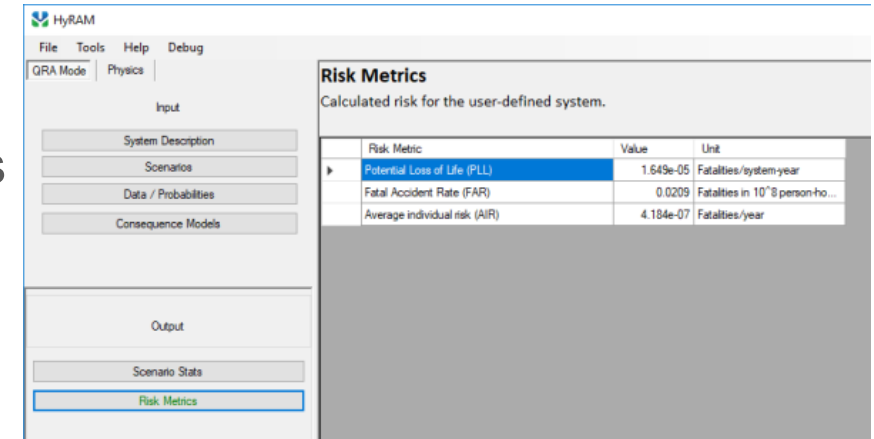 HyRAM
File Tools Help Debug
QRA Mode Physics
Input
System Description
Scenarios
Data / Probabilities
Consequence Models
Output
Scenario Stats
Risk Metrics
Risk Metrics
Calculated risk for the user-defined system.
Risk Metric Value Unit
Potential Loss of Life (PLL) 1.649e-05 Fatalities/system-year
Fatal Accident Rate (FAR) 0.0209 Fatalities in 10^8 person-ho...
Average individual risk (AIR) 4.184e-07 Fatalities/year
s